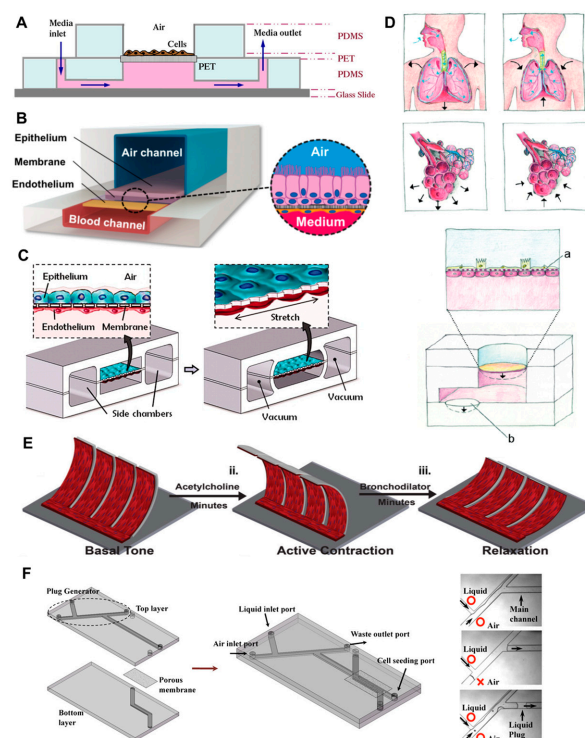 A
Air
Media
inlet
Cells
Media outlet
PDMS
PET
PET
PDMS
Glass Slide
B
Epithelium
Membrane
Endothelium
Air channel
Blood channel
Air
Medium
C
Epithelium
Air
Endothelium
Membrane
Side chambers
Stretch
Vacuum
Vacuum
D
a
b
E
Basal Tone
ii.
Acetylcholine
Minutes
Active Contraction
iii.
Bronchodilator
Minutes
Relaxation
F
Plug Generator
Top layer
Porous
membrane
Bottom
layer
Liquid inlet port
Air inlet port
Waste outlet port
Cell seeding port
Liquid
Main
channel
Air
Liquid
Air
Liquid
Liquid
Plug
Air